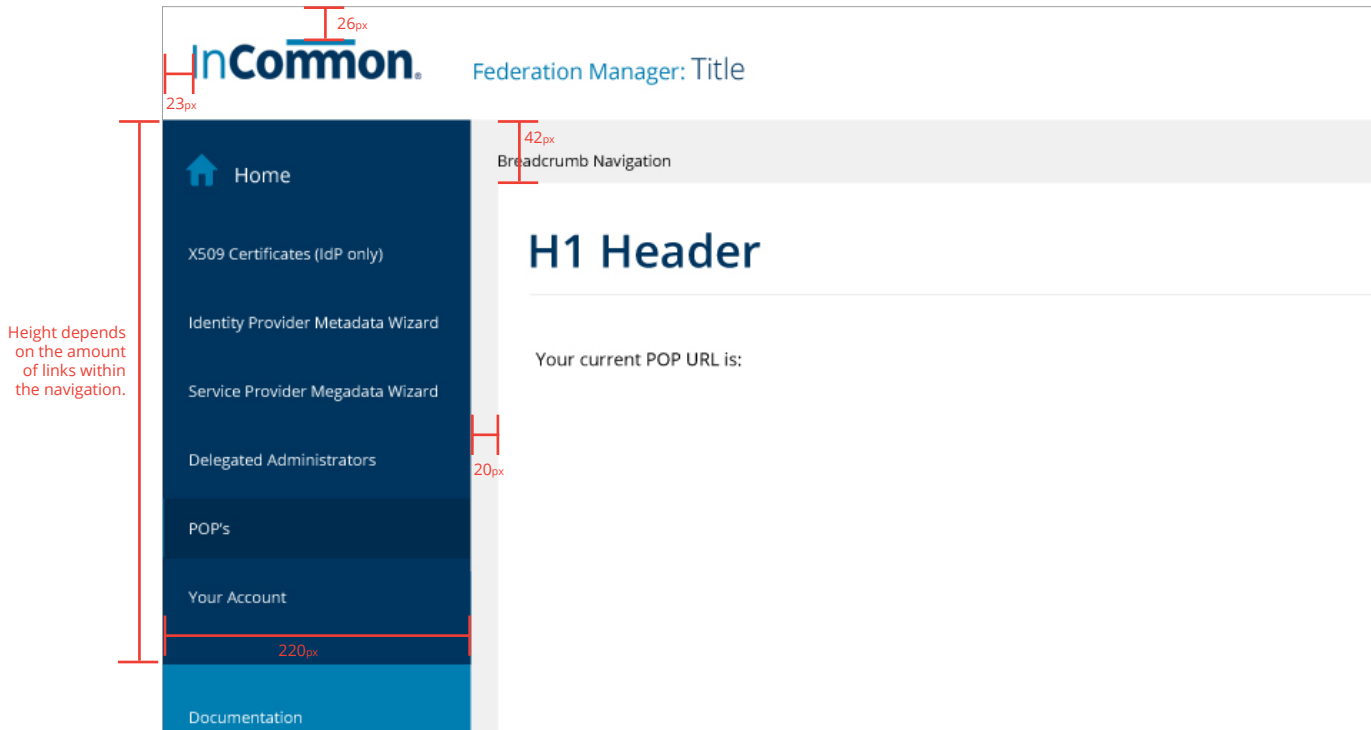 26px
InCommon®
Federation Manager: Title
23px
42px
Breadcrumb Navigation
Home
H1 Header
X509 Certificates (IdP only)
Identity Provider Metadata Wizard
Height depends
on the amount
of links within
the navigation.
Your current POP URL is:
Service Provider Megadata Wizard
Delegated Administrators
20px
POP's
Your Account
220px
Documentation